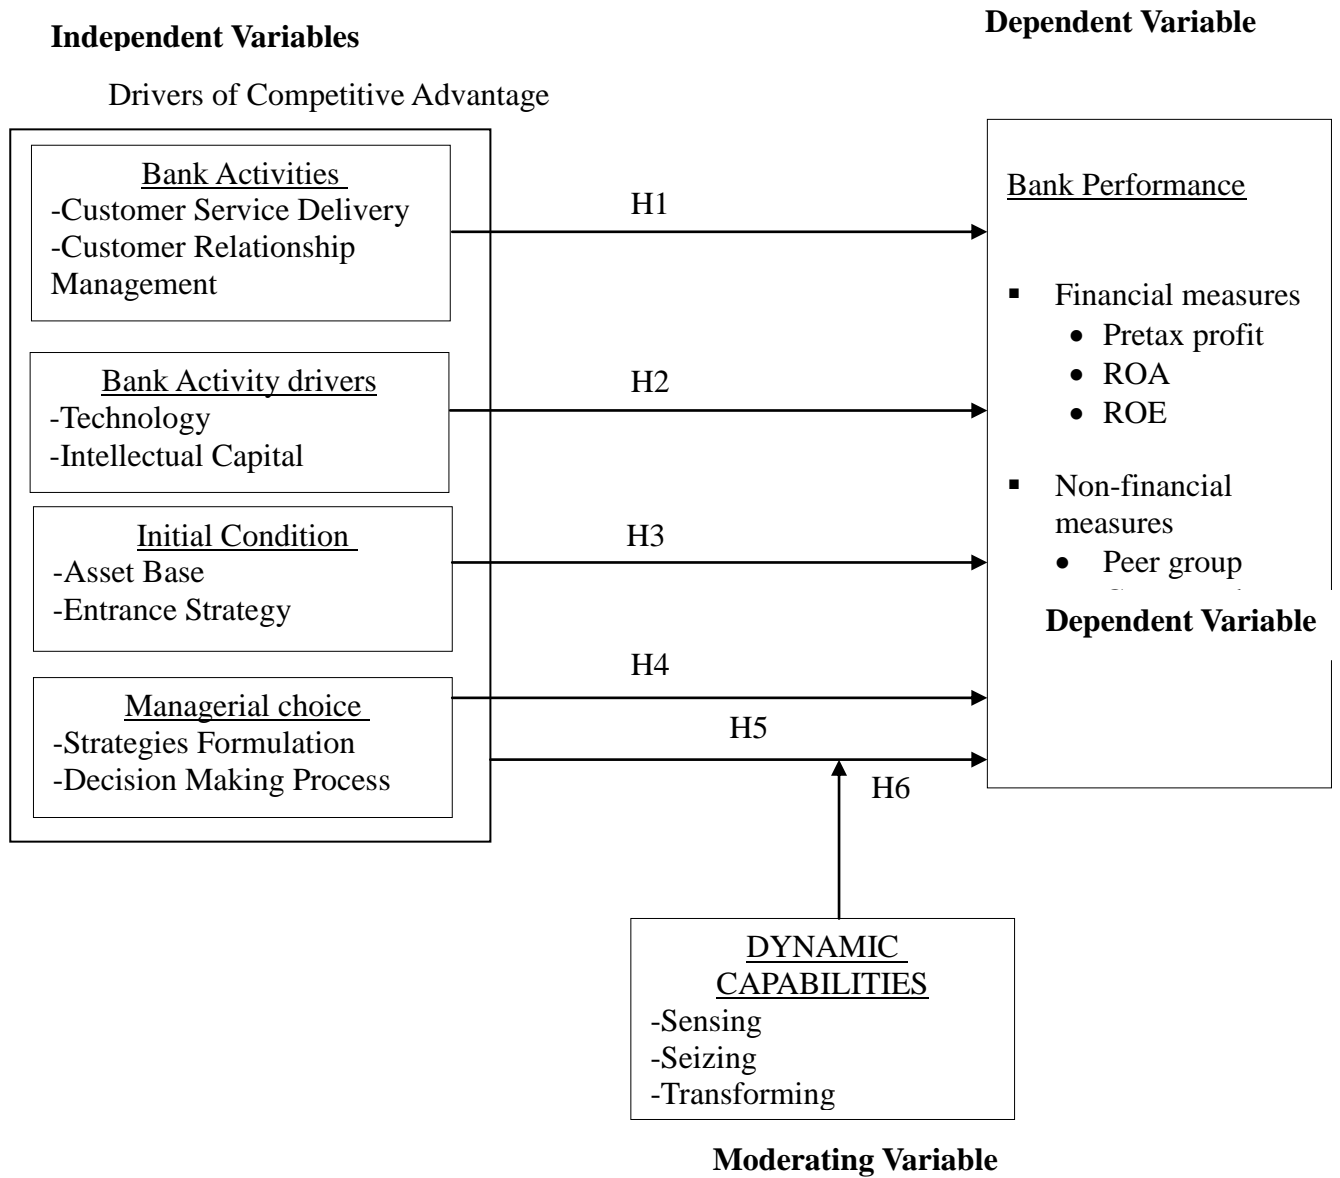 Independent Variables
Dependent Variable
Drivers of Competitive Advantage
Bank Activities
-Customer Service Delivery
-Customer Relationship
Management
H1
Bank Activity drivers
-Technology
-Intellectual Capital
H2
Initial Condition
-Asset Base
-Entrance Strategy
H3
Managerial choice
-Strategies Formulation
-Decision Making Process
H4
H5
H6
Bank Performance
▪ Financial measures
• Pretax profit
• ROA
• ROE
▪ Non-financial
measures
• Peer group
Dependent Variable
DYNAMIC
CAPABILITIES
-Sensing
-Seizing
-Transforming
Moderating Variable